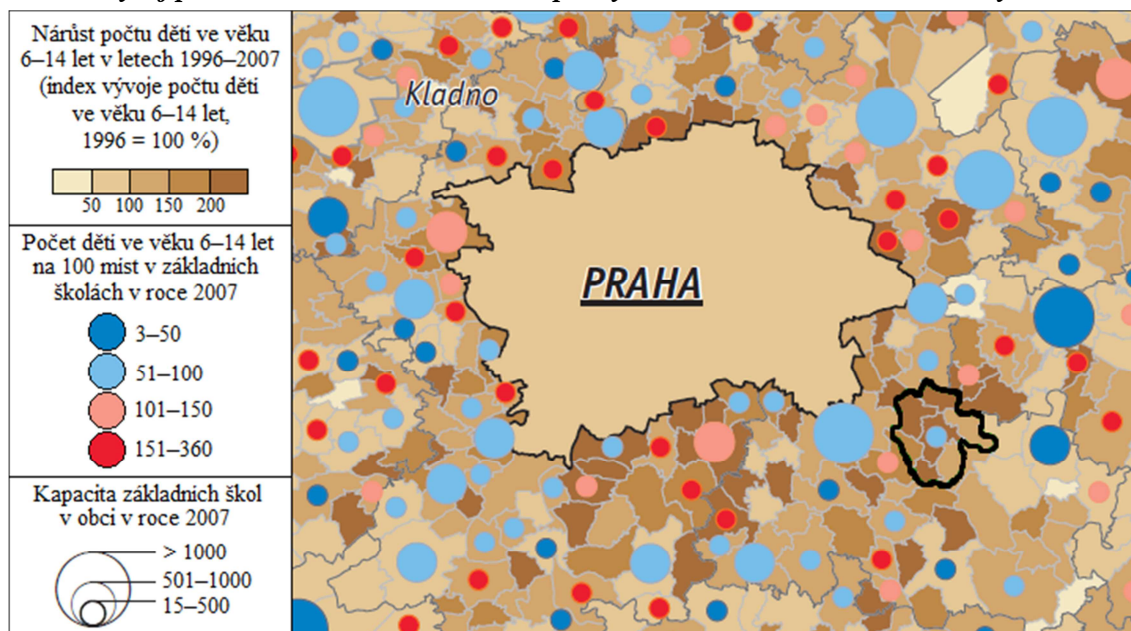 Nárůst počtu dětí ve věku
6–14 let v letech 1996–2007
(index vývoje počtu dětí
ve věku 6–14 let,
1996 = 100 %)
50 100 150 200
Počet dětí ve věku 6–14 let
na 100 míst v základních
školách v roce 2007
3–50
51–100
101–150
151–360
Kapacita základních škol
v obci v roce 2007
> 1000
501–1000
15–500
Kladno
PRAHA